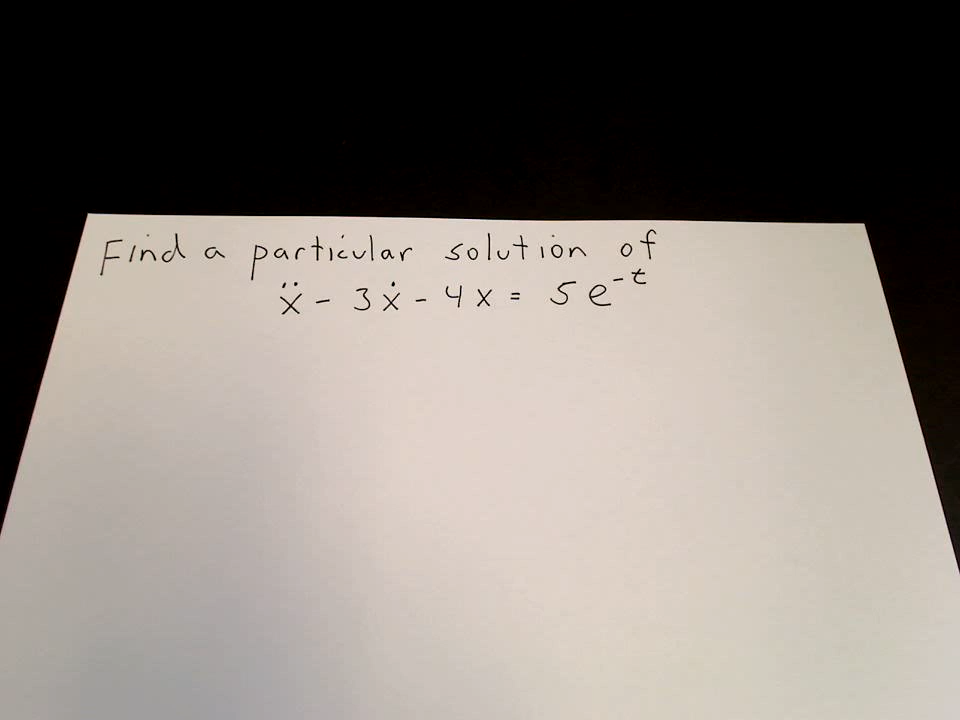 Find a particular solution of
ẍ - 3ẋ - 4x = 5e^{-t}